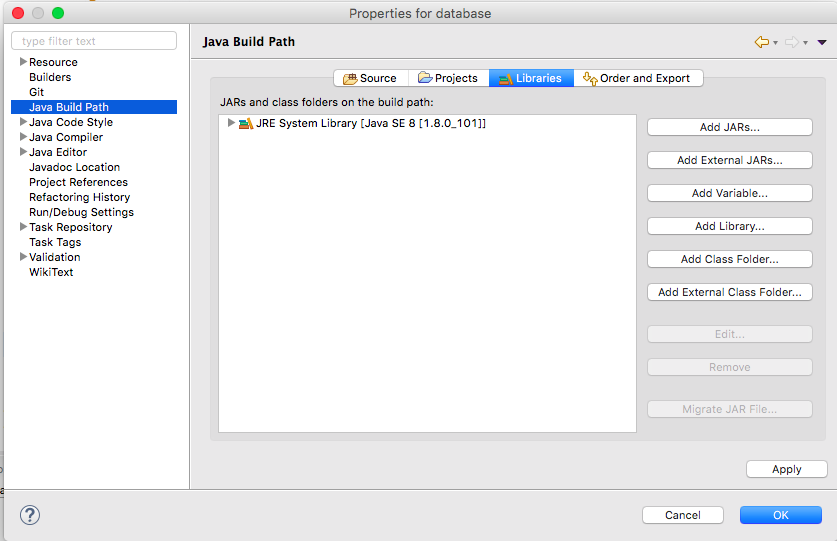 Properties for database
type filter text
Resource
Builders
Git
Java Build Path
Java Code Style
Java Compiler
Java Editor
Javadoc Location
Project References
Refactoring History
Run/Debug Settings
Task Repository
Task Tags
Validation
WikiText
Java Build Path
Source
Projects
Libraries
Order and Export
JARs and class folders on the build path:
JRE System Library [Java SE 8 [1.8.0_101]]
Add JARs...
Add External JARs...
Add Variable...
Add Library...
Add Class Folder...
Add External Class Folder...
Edit...
Remove
Migrate JAR File...
Apply
?
Cancel
OK